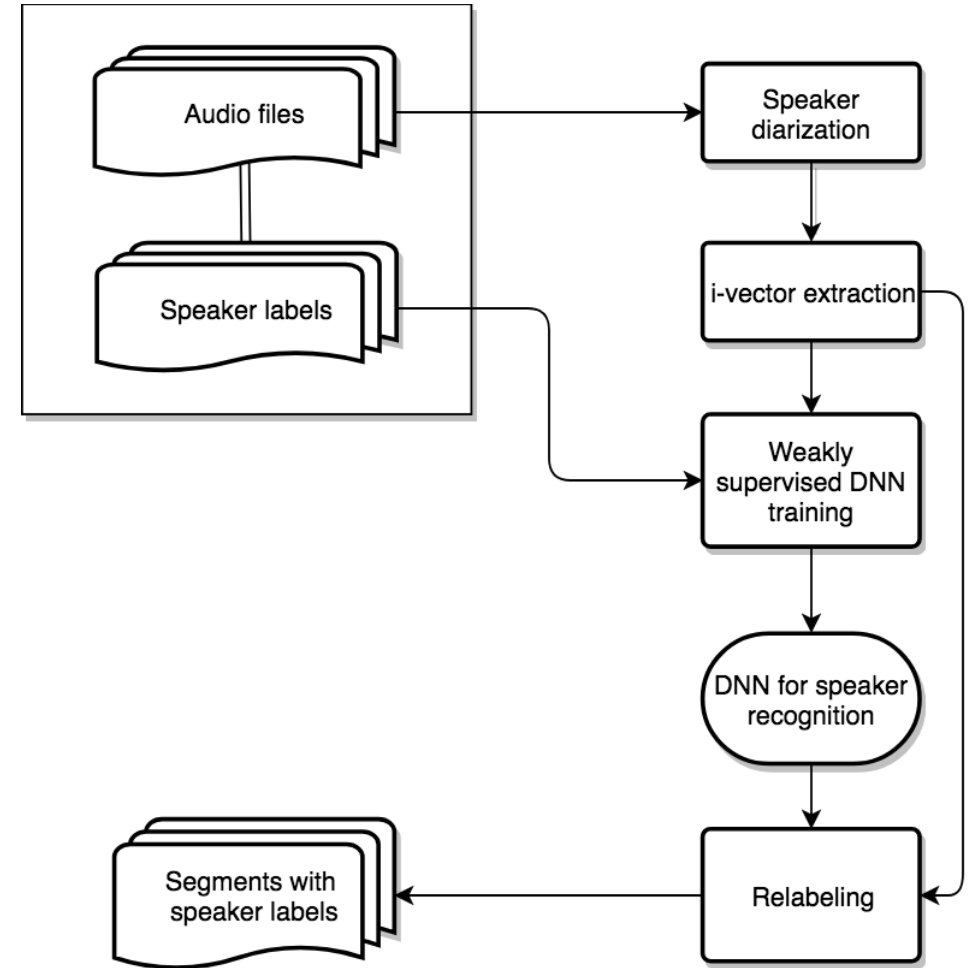 Audio files
Speaker
diarization
Speaker labels
i-vector extraction
Weakly
supervised DNN
training
DNN for speaker
recognition
Segments with
speaker labels
Relabeling